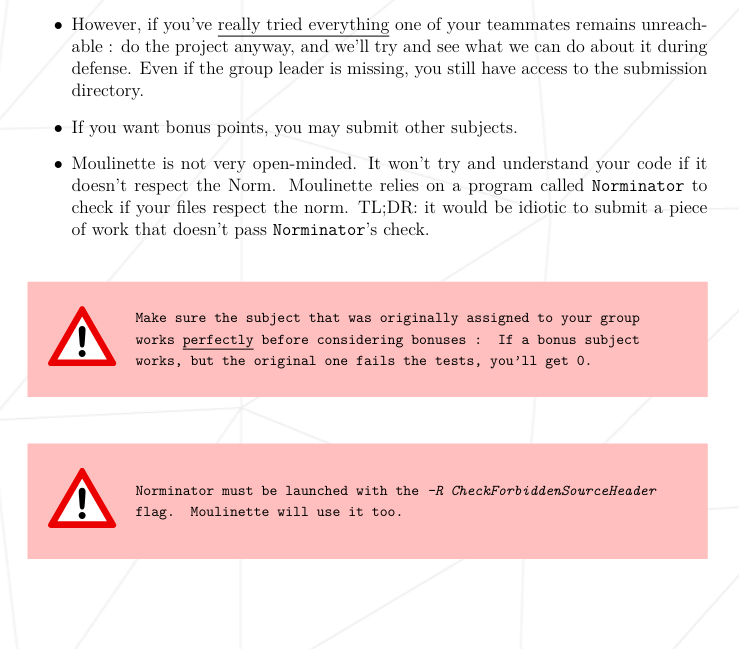 • However, if you've really tried everything one of your teammates remains unreach-
able : do the project anyway, and we'll try and see what we can do about it during
defense. Even if the group leader is missing, you still have access to the submission
directory.
• If you want bonus points, you may submit other subjects.
• Moulinette is not very open-minded. It won't try and understand your code if it
doesn't respect the Norm. Moulinette relies on a program called Norminator to
check if your files respect the norm. TL;DR: it would be idiotic to submit a piece
of work that doesn't pass Norminator's check.
Make sure the subject that was originally assigned to your group
works perfectly before considering bonuses : If a bonus subject
works, but the original one fails the tests, you'll get 0.
Norminator must be launched with the -R CheckForbiddenSourceHeader
flag. Moulinette will use it too.